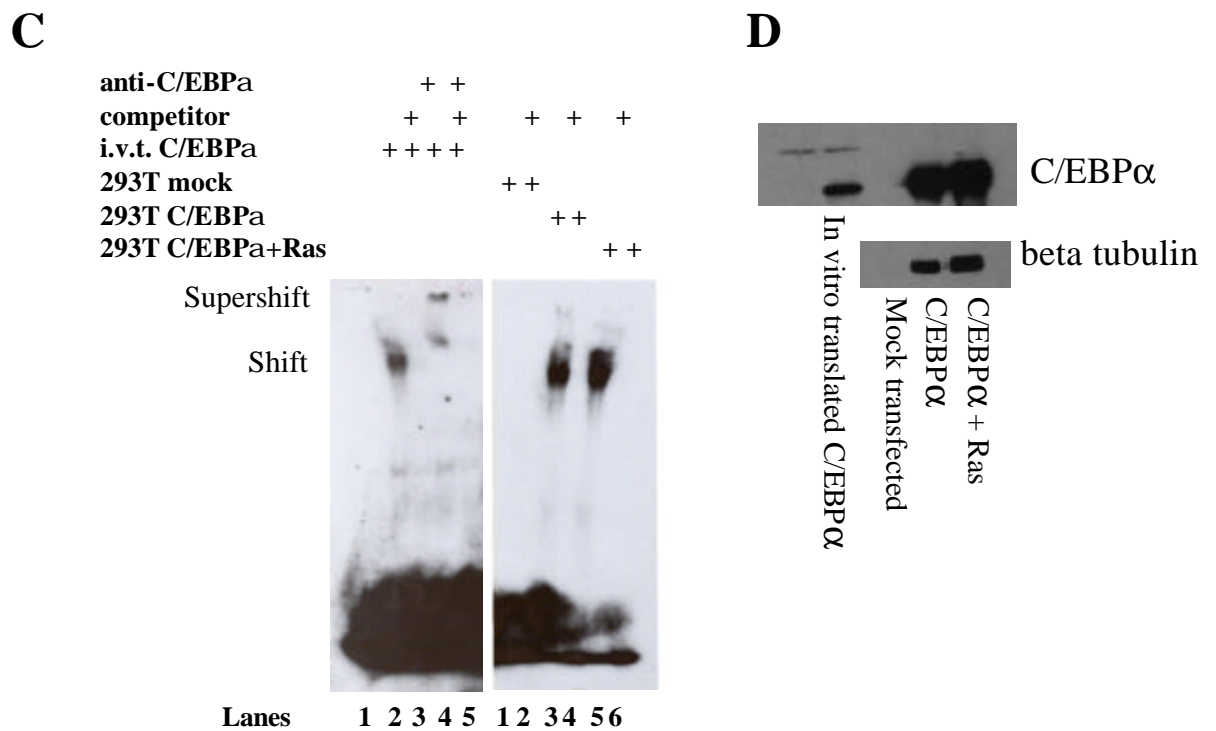 C
anti-C/EBPa + +
competitor + + + + +
i.v.t. C/EBPa ++++
293T mock ++
293T C/EBPa ++
293T C/EBPa+Ras ++
Supershift
Shift
Lanes 1 2 3 4 5 1 2 3 4 5 6
D
C/EBPα
beta tubulin
In vitro translated C/EBPα
Mock transfected
C/EBPα
C/EBPα + Ras